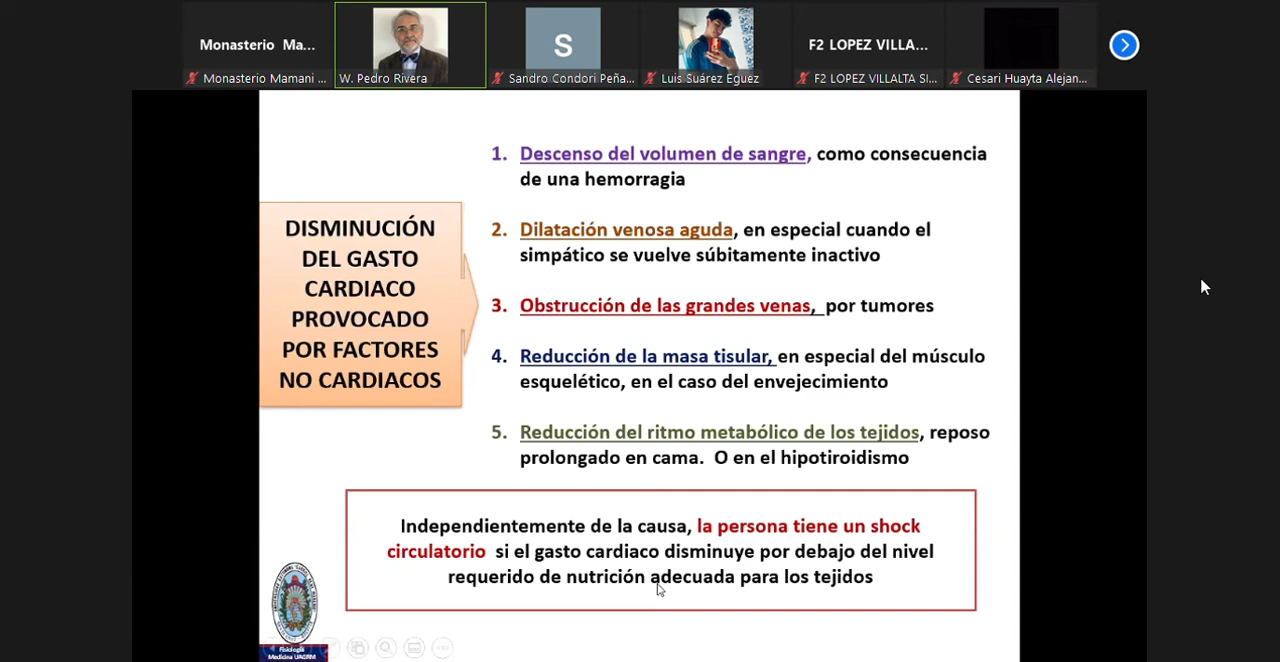 Monasterio Ma...
S
F2 LOPEZ VILLA...
Monasterio Mamani ...
W. Pedro Rivera
Sandro Condori Peña...
Luis Suárez Eguez
F2 LOPEZ VILLALTA SI...
Cesari Huayta Alejan...
DISMINUCIÓN
DEL GASTO
CARDIACO
PROVOCADO
POR FACTORES
NO CARDIACOS
1. Descenso del volumen de sangre, como consecuencia
de una hemorragia
2. Dilatación venosa aguda, en especial cuando el
simpático se vuelve súbitamente inactivo
3. Obstrucción de las grandes venas, por tumores
4. Reducción de la masa tisular, en especial del músculo
esquelético, en el caso del envejecimiento
5. Reducción del ritmo metabólico de los tejidos, reposo
prolongado en cama. O en el hipotiroidismo
Independientemente de la causa, la persona tiene un shock
circulatorio si el gasto cardiaco disminuye por debajo del nivel
requerido de nutrición adecuada para los tejidos
Fisiología
Medicina UAGRM